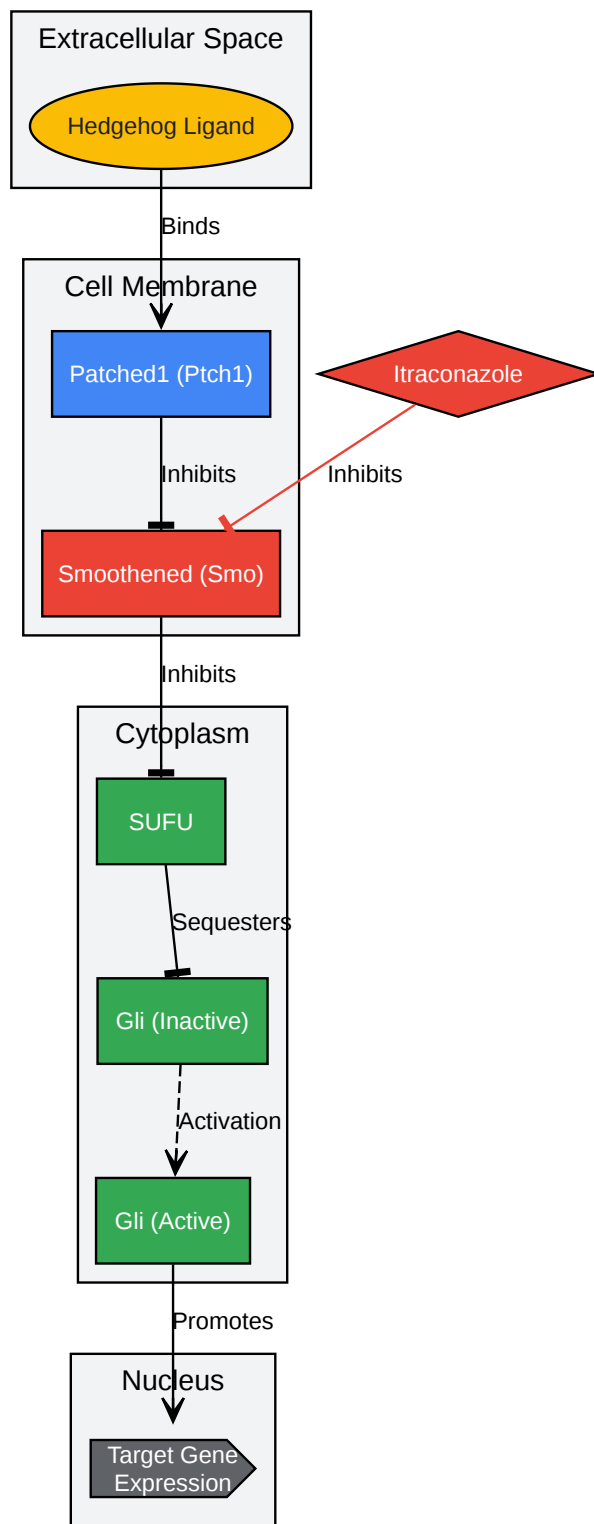 Extracellular Space
Hedgehog Ligand
Binds
Cell Membrane
Patched1 (Ptch1)
Itraconazole
Inhibits
Inhibits
Smoothened (Smo)
Inhibits
Cytoplasm
SUFU
Sequesters
Gli (Inactive)
Activation
Gli (Active)
Promotes
Nucleus
Target Gene
Expression